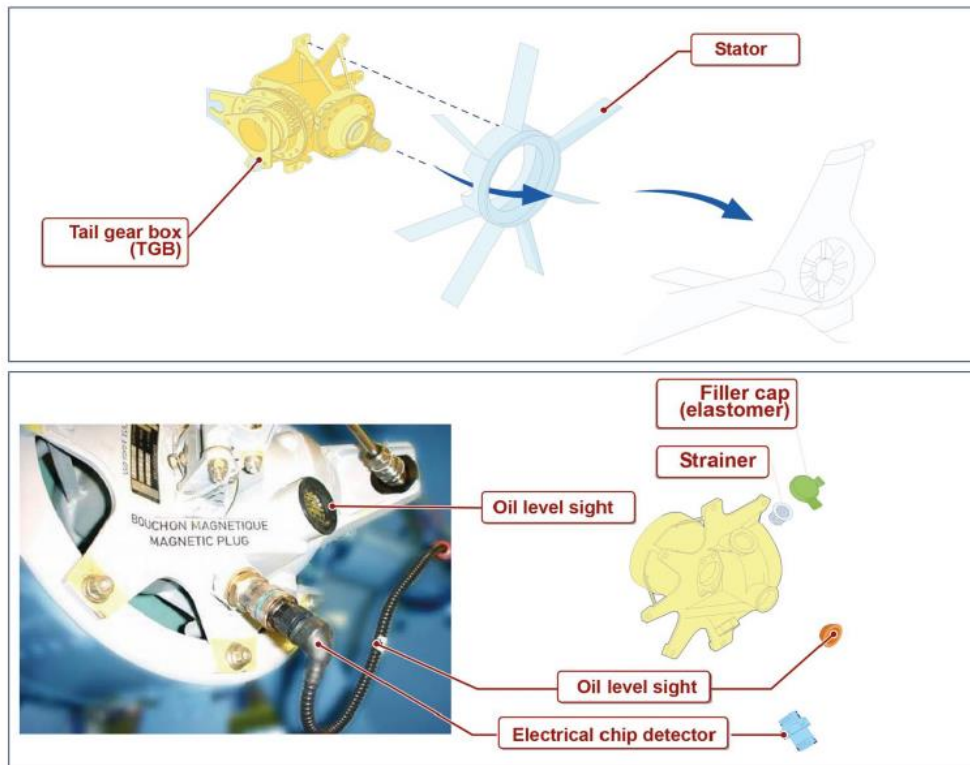 Stator
Tail gear box
(TGB)
Filler cap
(elastomer)
Strainer
Oil level sight
BOUCHON MAGNETIQUE
MAGNETIC PLUG
Oil level sight
Electrical chip detector